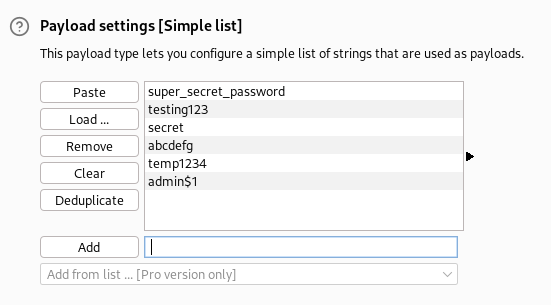 Payload settings [Simple list]
This payload type lets you configure a simple list of strings that are used as payloads.
Paste
Load ...
Remove
Clear
Deduplicate
super_secret_password
testing123
secret
abcdefg
temp1234
admin$1
Add
Add from list ... [Pro version only]